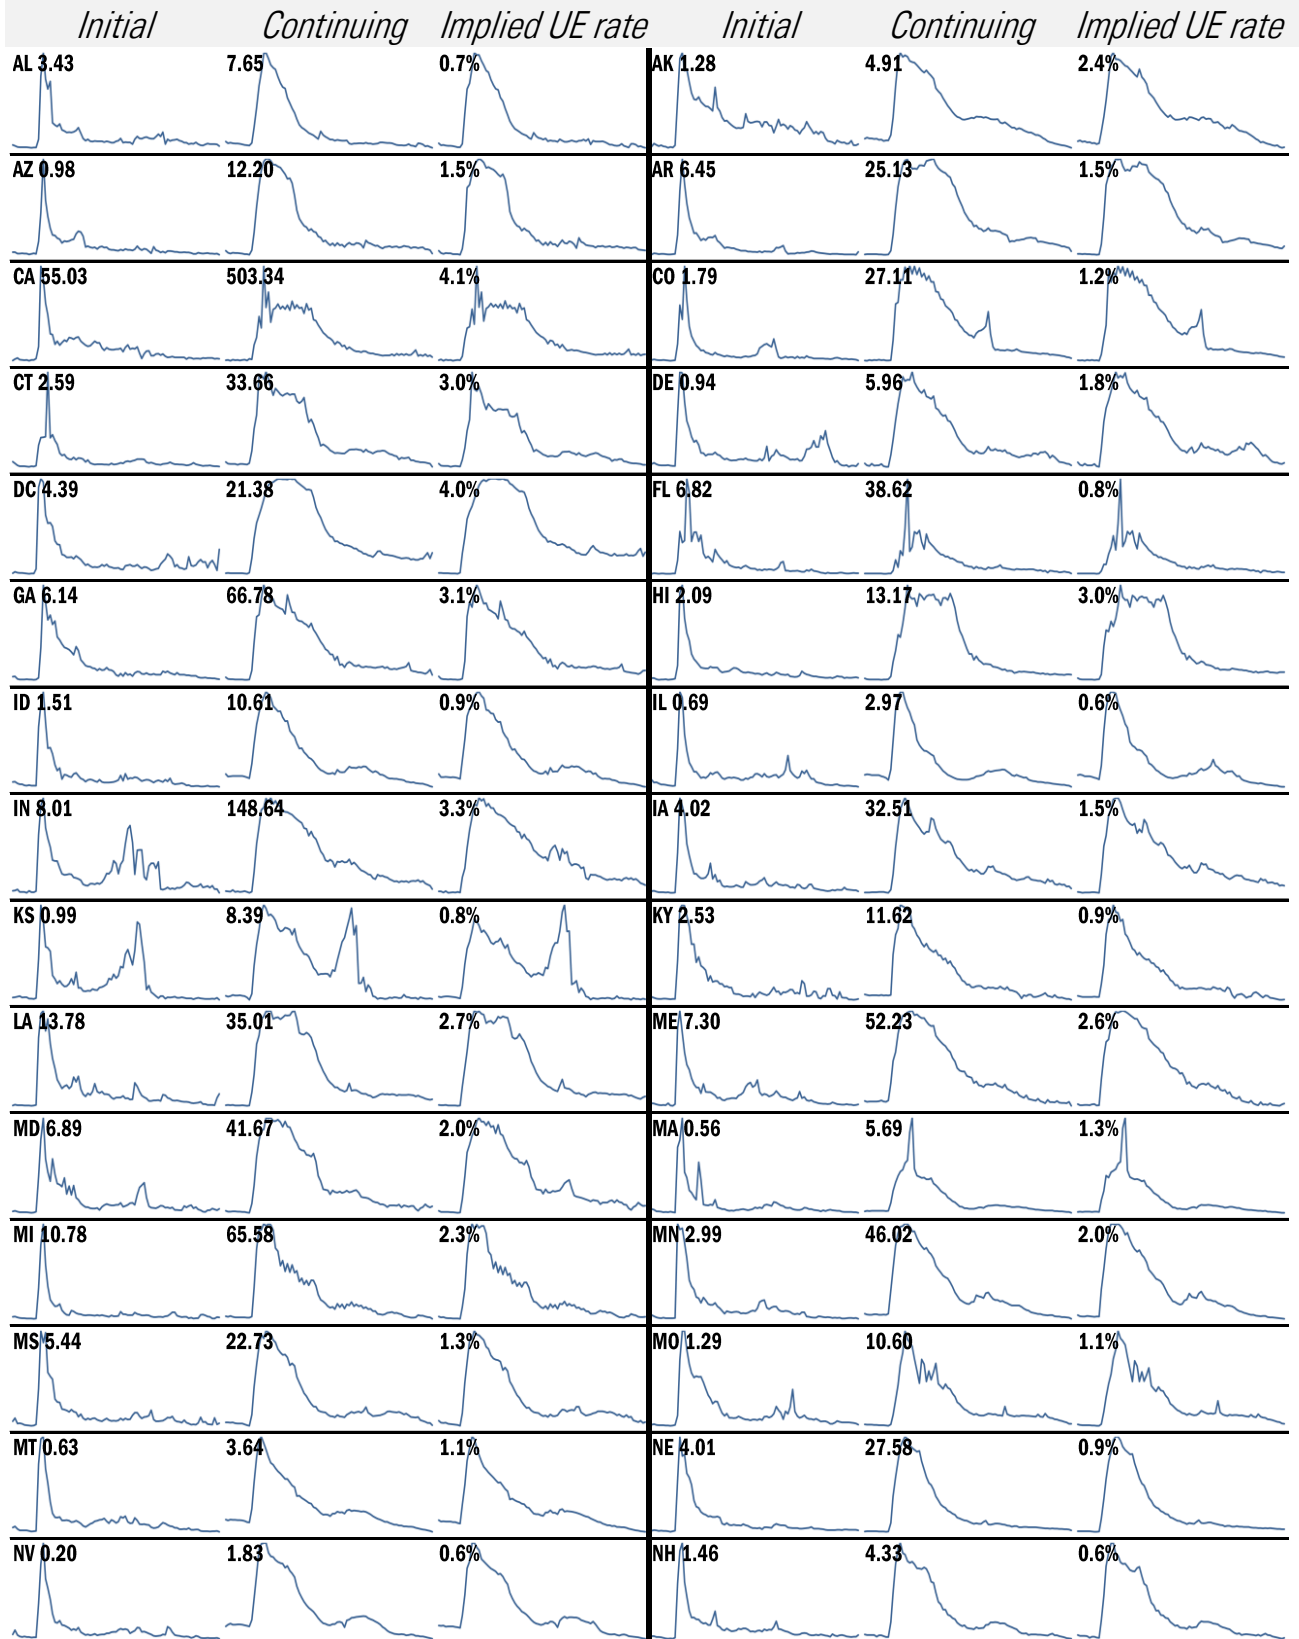 Initial Continuing Implied UE rate Initial Continuing Implied UE rate
AL 3.43 7.65 0.7% AK 1.28 4.91 2.4%
AZ 0.98 12.20 1.5% AR 6.45 25.13 1.5%
CA 55.03 503.34 4.1% CO 1.79 27.11 1.2%
CT 2.59 33.66 3.0% DE 0.94 5.96 1.8%
DC 4.39 21.38 4.0% FL 6.82 38.62 0.8%
GA 6.14 66.78 3.1% HI 2.09 13.17 3.0%
ID 1.51 10.61 0.9% IL 0.69 2.97 0.6%
IN 8.01 148.64 3.3% IA 4.02 32.51 1.5%
KS 0.99 8.39 0.8% KY 2.53 11.62 0.9%
LA 13.78 35.01 2.7% ME 7.30 52.23 2.6%
MD 6.89 41.67 2.0% MA 0.56 5.69 1.3%
MI 10.78 65.58 2.3% MN 2.99 46.02 2.0%
MS 5.44 22.73 1.3% MO 1.29 10.60 1.1%
MT 0.63 3.64 1.1% NE 4.01 27.58 0.9%
NV 0.20 1.83 0.6% NH 1.46 4.33 0.6%